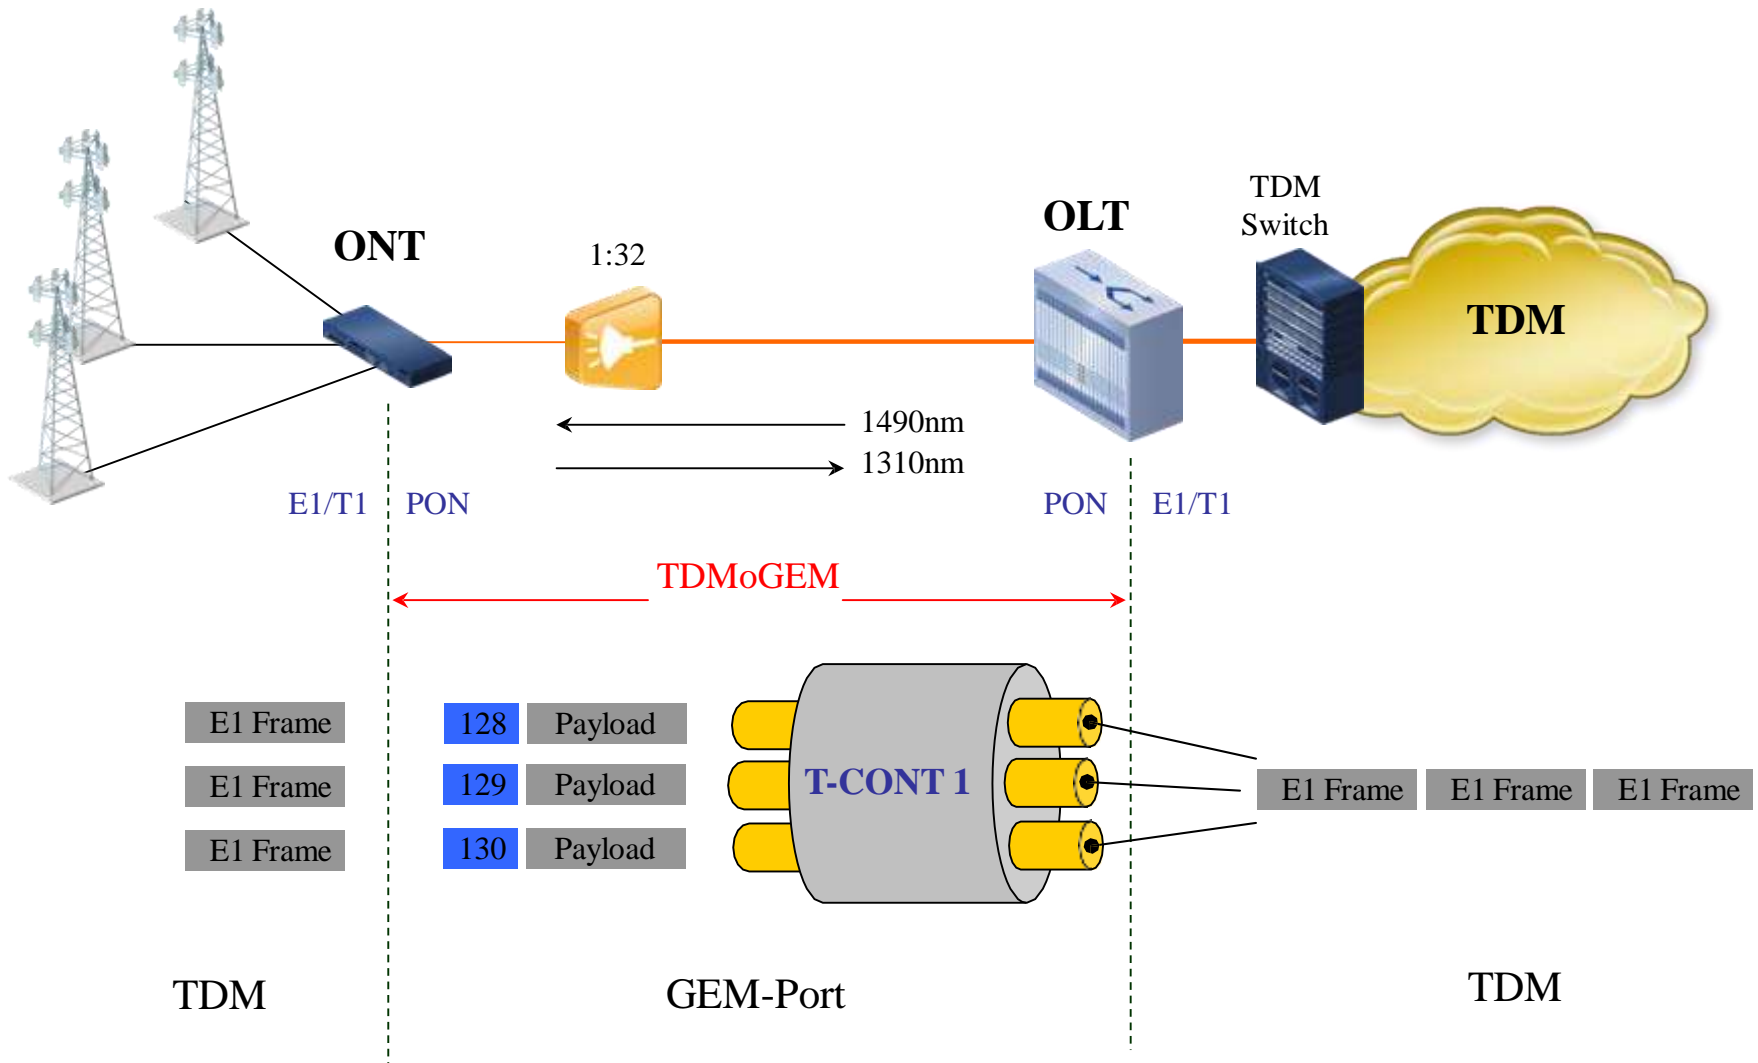 TDM
Switch
OLT
ONT
1:32
TDM
1490nm
1310nm
E1/T1
PON
PON
E1/T1
TDMoGEM
E1 Frame
128
Payload
E1 Frame
129
Payload
T-CONT 1
E1 Frame
E1 Frame
E1 Frame
E1 Frame
130
Payload
TDM
GEM-Port
TDM